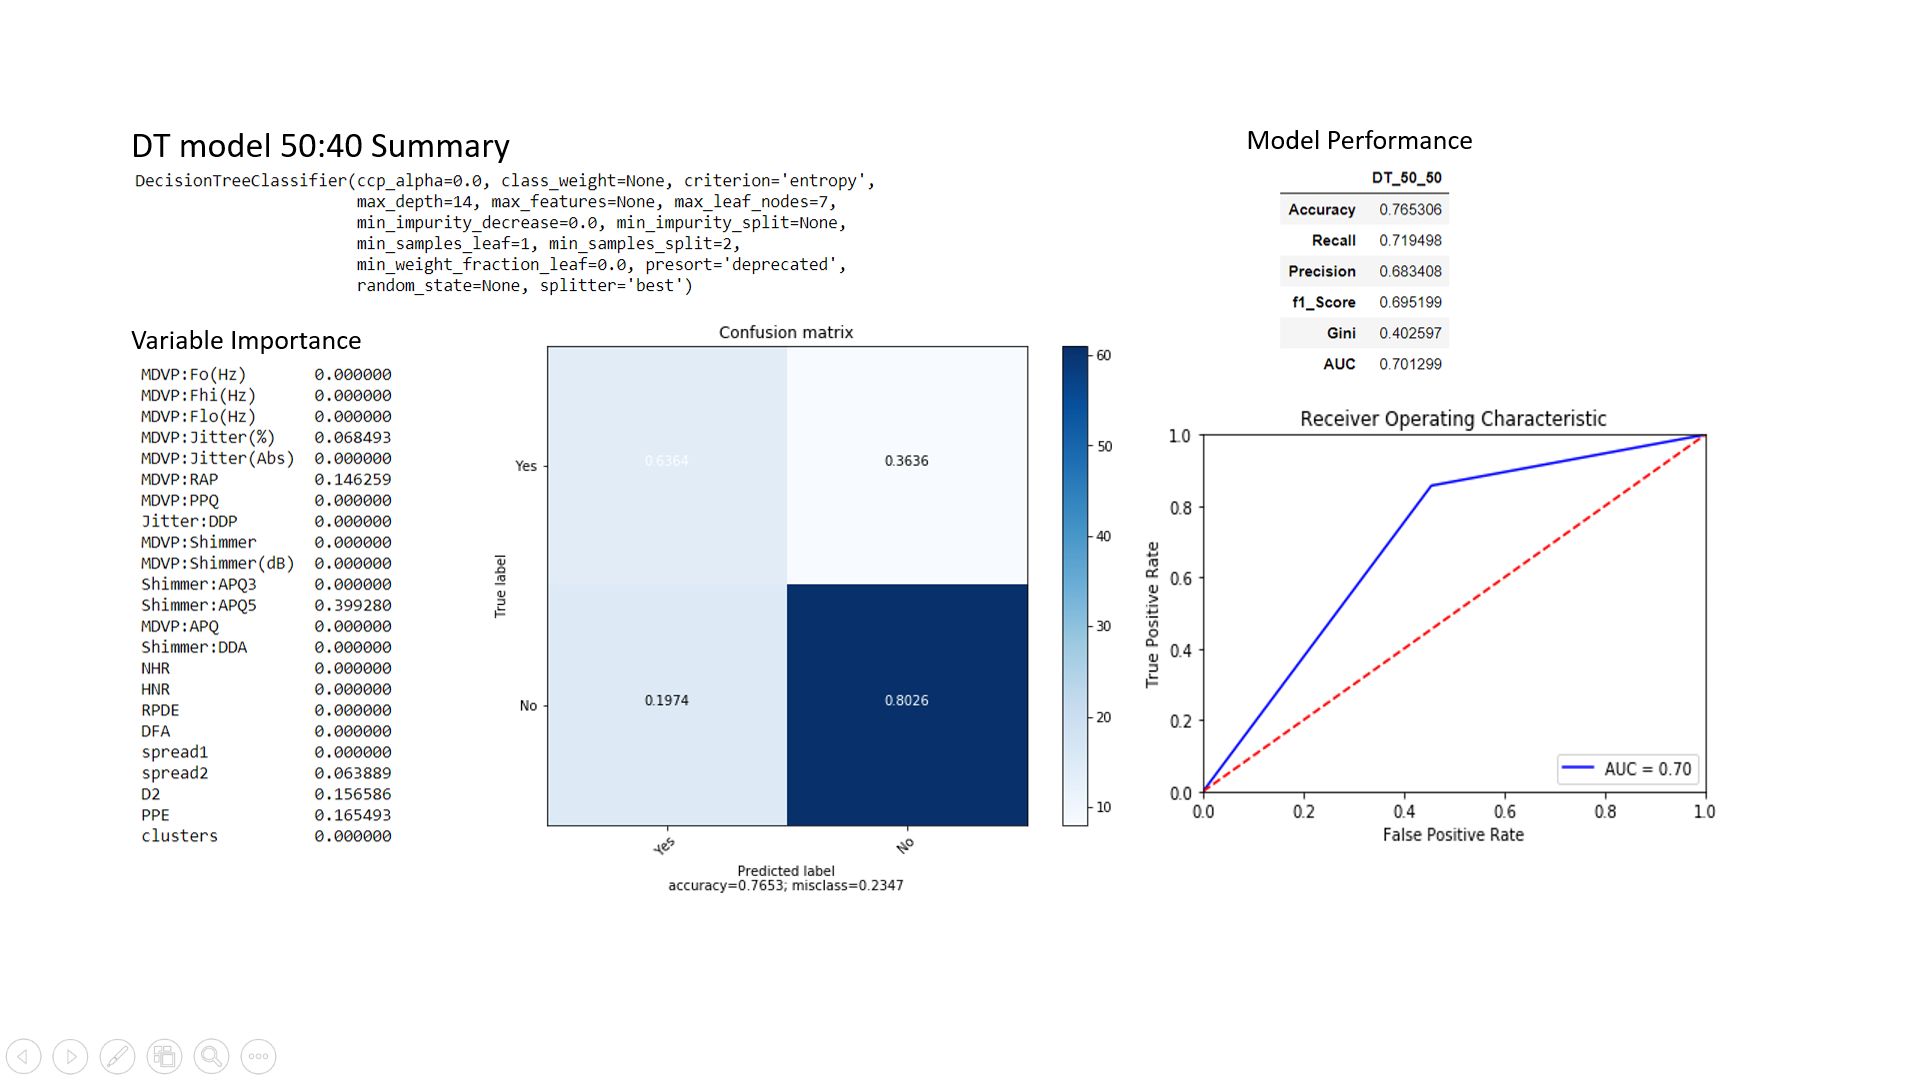 DT model 50:40 Summary
DecisionTreeClassifier(ccp_alpha=0.0, class_weight=None, criterion='entropy',
max_depth=14, max_features=None, max_leaf_nodes=7,
min_impurity_decrease=0.0, min_impurity_split=None,
min_samples_leaf=1, min_samples_split=2,
min_weight_fraction_leaf=0.0, presort='deprecated',
random_state=None, splitter='best')
Variable Importance
MDVP:Fo(Hz) 0.000000
MDVP:Fhi(Hz) 0.000000
MDVP:Flo(Hz) 0.000000
MDVP:Jitter(%) 0.068493
MDVP:Jitter(Abs) 0.000000
MDVP:RAP 0.146259
MDVP:PPQ 0.000000
Jitter:DDP 0.000000
MDVP:Shimmer 0.000000
MDVP:Shimmer(dB) 0.000000
Shimmer:APQ3 0.000000
Shimmer:APQ5 0.399280
MDVP:APQ 0.000000
Shimmer:DDA 0.000000
NHR 0.000000
HNR 0.000000
RPDE 0.000000
DFA 0.000000
spread1 0.000000
spread2 0.063889
D2 0.156586
PPE 0.165493
clusters 0.000000
Confusion matrix
True label
Yes
0.6364 0.3636
No
0.1974 0.8026
Yes No
Predicted label
accuracy=0.7653; misclass=0.2347
60
50
40
30
20
10
Model Performance
DT_50_50
Accuracy 0.765306
Recall 0.719498
Precision 0.683408
f1_Score 0.695199
Gini 0.402597
AUC 0.701299
Receiver Operating Characteristic
True Positive Rate
1.0
0.8
0.6
0.4
0.2
0.0
AUC = 0.70
0.0 0.2 0.4 0.6 0.8 1.0
False Positive Rate